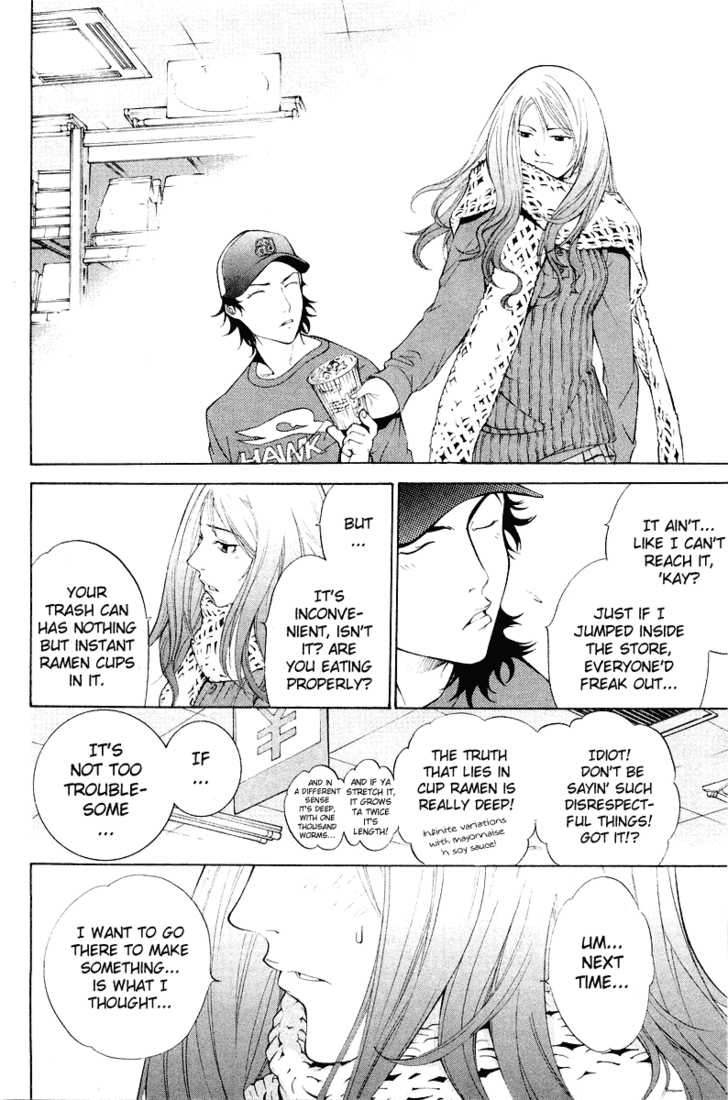 HAWK
IT AIN'T...
LIKE I CAN'T
REACH IT,
'KAY?
JUST IF I
JUMPED INSIDE
THE STORE,
EVERYONE'D
FREAK OUT...
BUT
...
IT'S
INCONVE-
NIENT, ISN'T
IT? ARE
YOU EATING
PROPERLY?
YOUR
TRASH CAN
HAS NOTHING
BUT INSTANT
RAMEN CUPS
IN IT.
IDIOT!
DON'T BE
SAYIN' SUCH
DISRESPECT-
FUL THINGS!
GOT IT!?
THE TRUTH
THAT LIES IN
CUP RAMEN IS
REALLY DEEP!
Infinite variations
with mayonnaise
'n soy sauce!
AND IF YA
STRETCH IT,
IT GROWS
TA TWICE
IT'S
LENGTH!
AND IN
A DIFFERENT
SENSE
IT'S DEEP,
WITH ONE
THOUSAND
WORMS...
¥
IF
...
IT'S
NOT TOO
TROUBLE-
SOME
...
UM...
NEXT
TIME...
I WANT TO GO
THERE TO MAKE
SOMETHING...
IS WHAT I
THOUGHT...